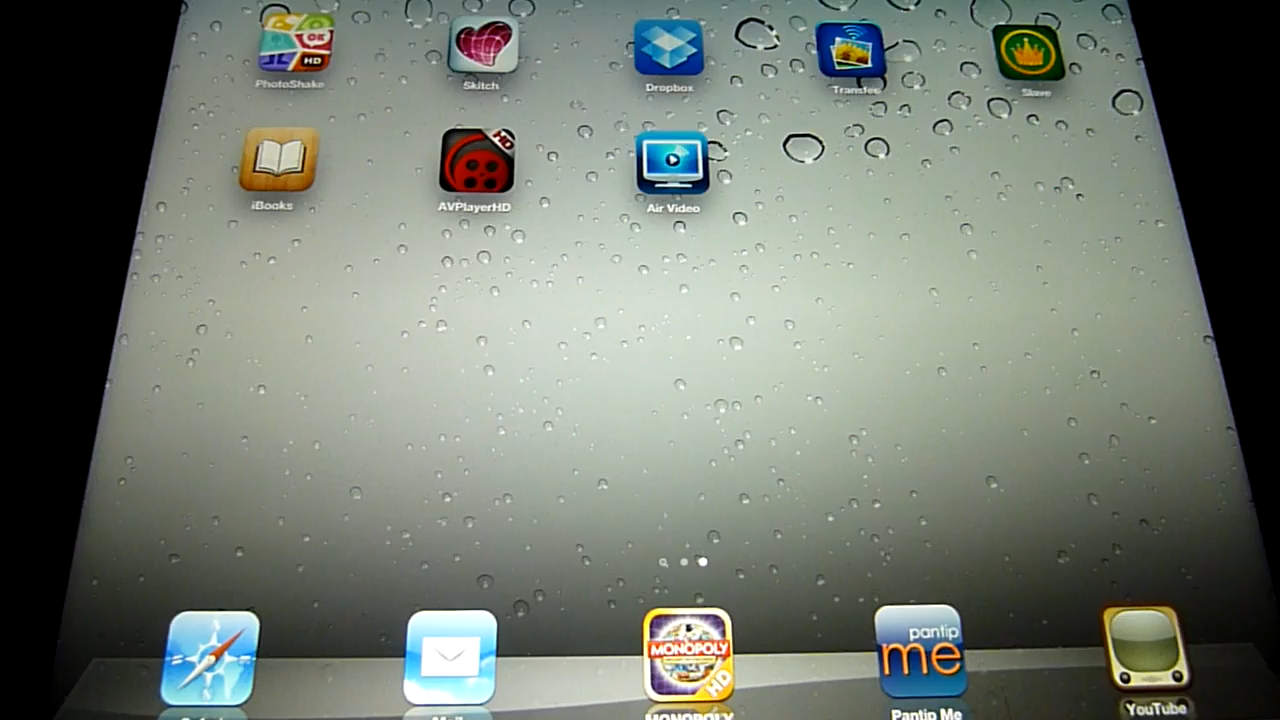 OK
HD
PhotoShake
Skitch
Dropbox
Transfer
Slave
HD
iBooks
AVPlayerHD
Air Video
MONOPOLY
HD
pantip
me
MONOPOLY
Pantip Me
YouTube